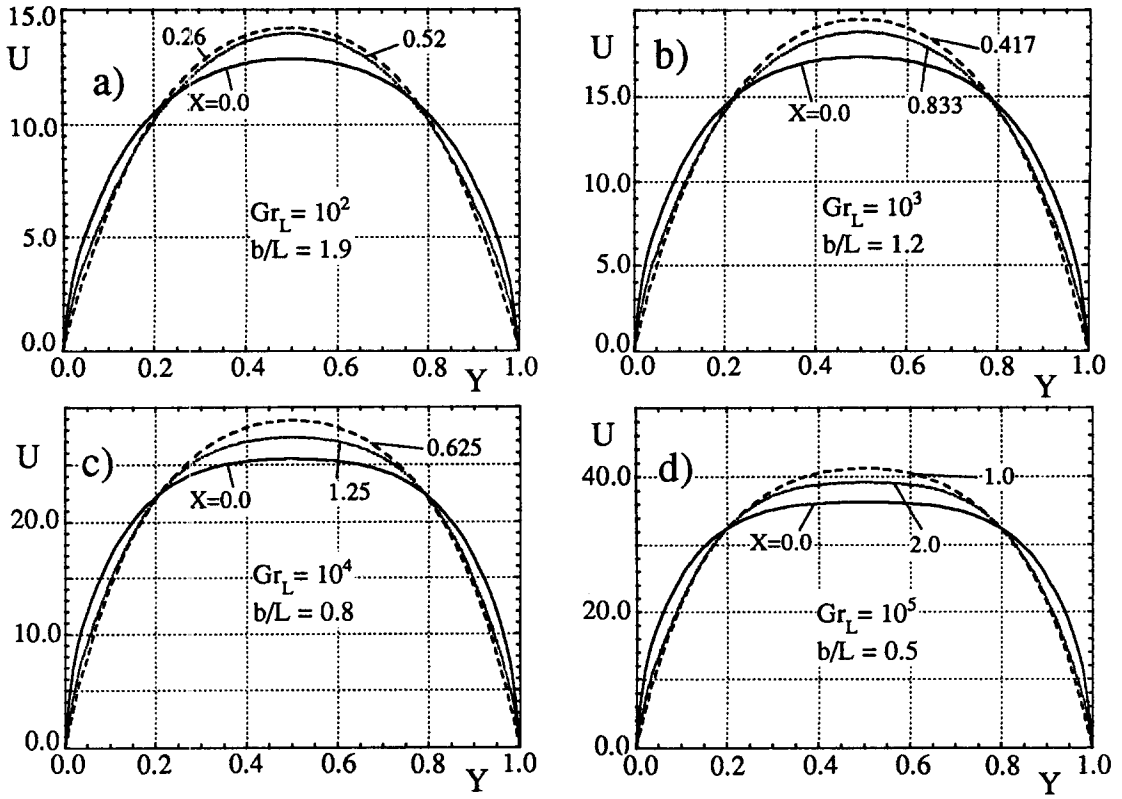 15.0
U
a)
0.26
0.52
X=0.0
10.0
Gr_L = 10^2
b/L = 1.9
5.0
0.0
0.0 0.2 0.4 0.6 0.8 1.0
Y
U
b)
0.417
15.0
X=0.0
0.833
10.0
Gr_L = 10^3
b/L = 1.2
5.0
0.0
0.0 0.2 0.4 0.6 0.8 1.0
Y
U
c)
0.625
X=0.0
1.25
20.0
Gr_L = 10^4
b/L = 0.8
10.0
0.0
0.0 0.2 0.4 0.6 0.8 1.0
Y
U
d)
40.0
1.0
X=0.0
2.0
20.0
Gr_L = 10^5
b/L = 0.5
0.0
0.0 0.2 0.4 0.6 0.8 1.0
Y